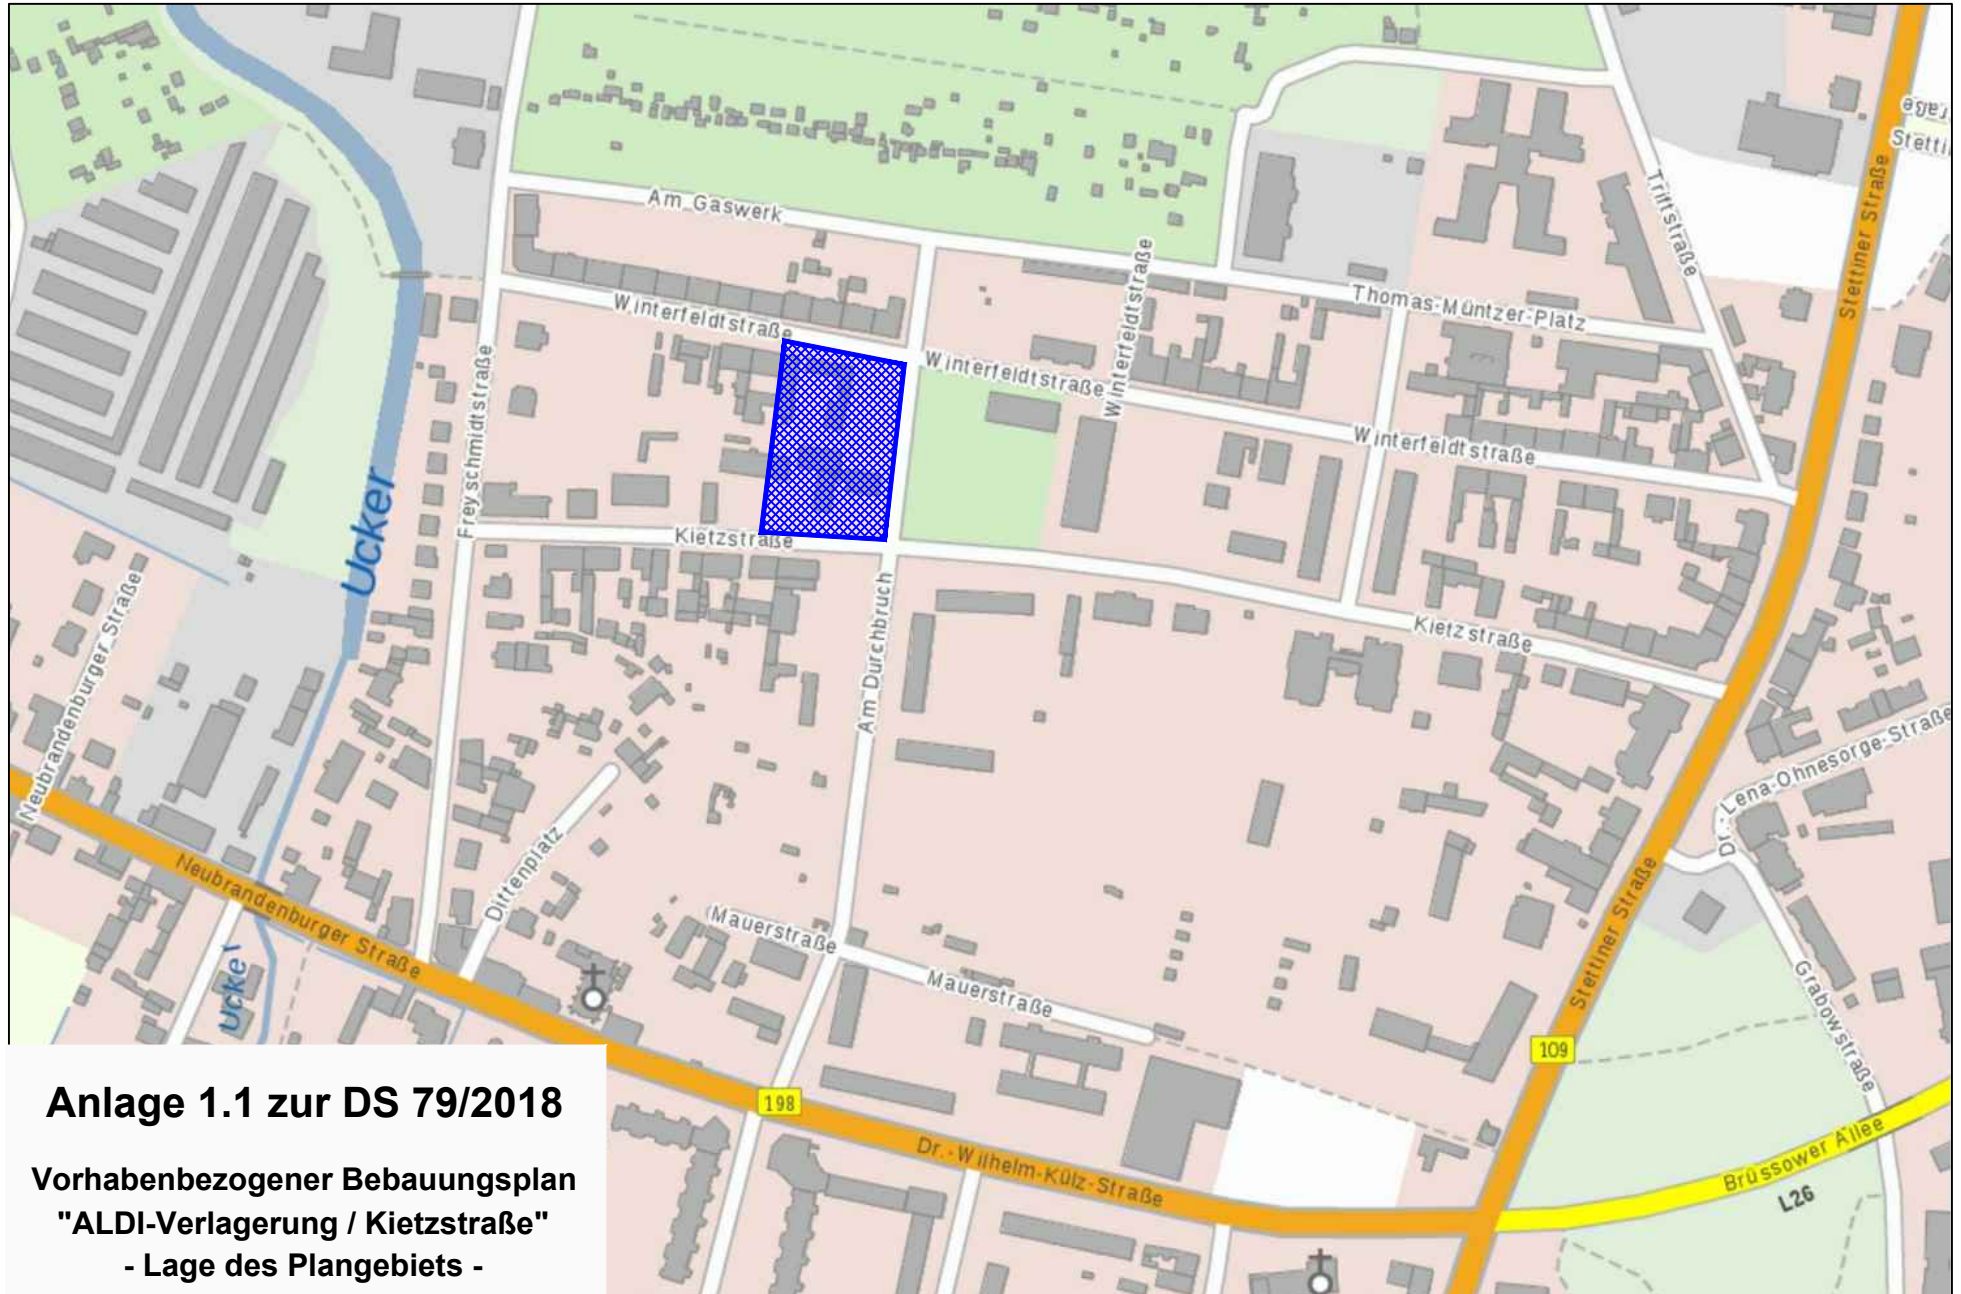 Am Gaswerk
Winterfeldtstraße
Winterfeldtstraße
Winterfeldtstraße
Winterfeldtstraße
Thomas-Müntzer-Platz
Triftstraße
Stettiner Straße
Freyschmidtstraße
Ucker
Kietzstraße
Kietzstraße
Am Durchbruch
Neubrandenburger Straße
Neubrandenburger Straße
Dittenplatz
Mauerstraße
Mauerstraße
Dr.-Lena-Ohnesorge-Straße
Stettiner Straße
Grabowstraße
109
198
Dr.-Wilhelm-Külz-Straße
Brüssower Allee
L26
Anlage 1.1 zur DS 79/2018
Vorhabenbezogener Bebauungsplan
"ALDI-Verlagerung / Kietzstraße"
- Lage des Plangebiets -